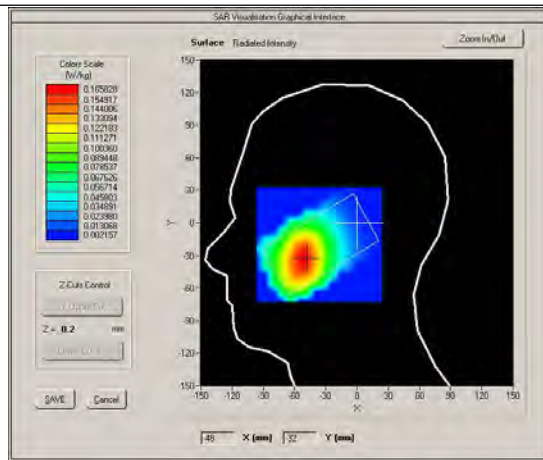 SAR Visualisation Graphical Interface
Surface Radiated Intensity
Zoom In/Out
Colors Scale
(W/kg)
0.165828
0.154917
0.144006
0.133094
0.122183
0.111271
0.100360
0.089448
0.078537
0.067626
0.056714
0.045803
0.034891
0.023980
0.013068
0.002157
150
120
90
60
30
0
-30
-60
-90
-120
-150
Y
-150 -120 -90 -60 -30 0 30 60 90 120 150
X
Z-Cuts Control
Z = 0.2 mm
SAVE Cancel
48 X (mm) 32 Y (mm)